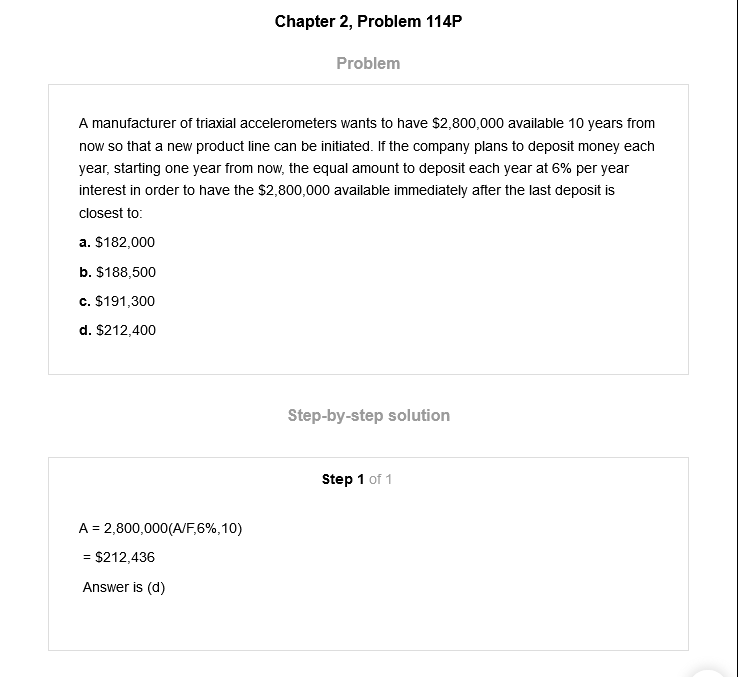 Chapter 2, Problem 114P
Problem
A manufacturer of triaxial accelerometers wants to have $2,800,000 available 10 years from
now so that a new product line can be initiated. If the company plans to deposit money each
year, starting one year from now, the equal amount to deposit each year at 6% per year
interest in order to have the $2,800,000 available immediately after the last deposit is
closest to:
a. $182,000
b. $188,500
c. $191,300
d. $212,400
Step-by-step solution
Step 1 of 1
A = 2,800,000(A/F,6%,10)
= $212,436
Answer is (d)